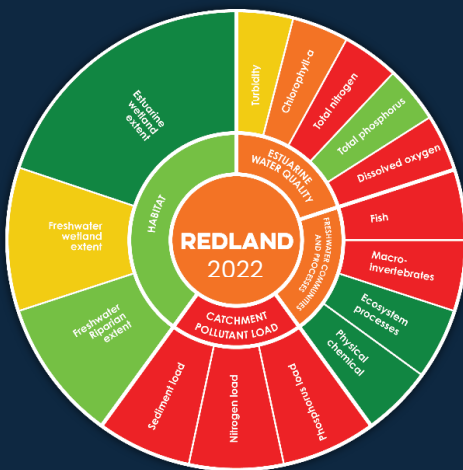 REDLAND
2022
HABITAT
ESTUARINE
WATER QUALITY
FRESHWATER COMMUNITIES
AND PROCESSES
CATCHMENT
POLLUTANT LOAD
Estuarine
wetland
extent
Freshwater
wetland
extent
Freshwater
Riparian
extent
Turbidity
Chlorophyll-a
Total nitrogen
Total phosphorus
Dissolved oxygen
Fish
Macro-
invertebrates
Ecosystem
processes
Physical
chemical
Phosphorus load
Nitrogen load
Sediment load